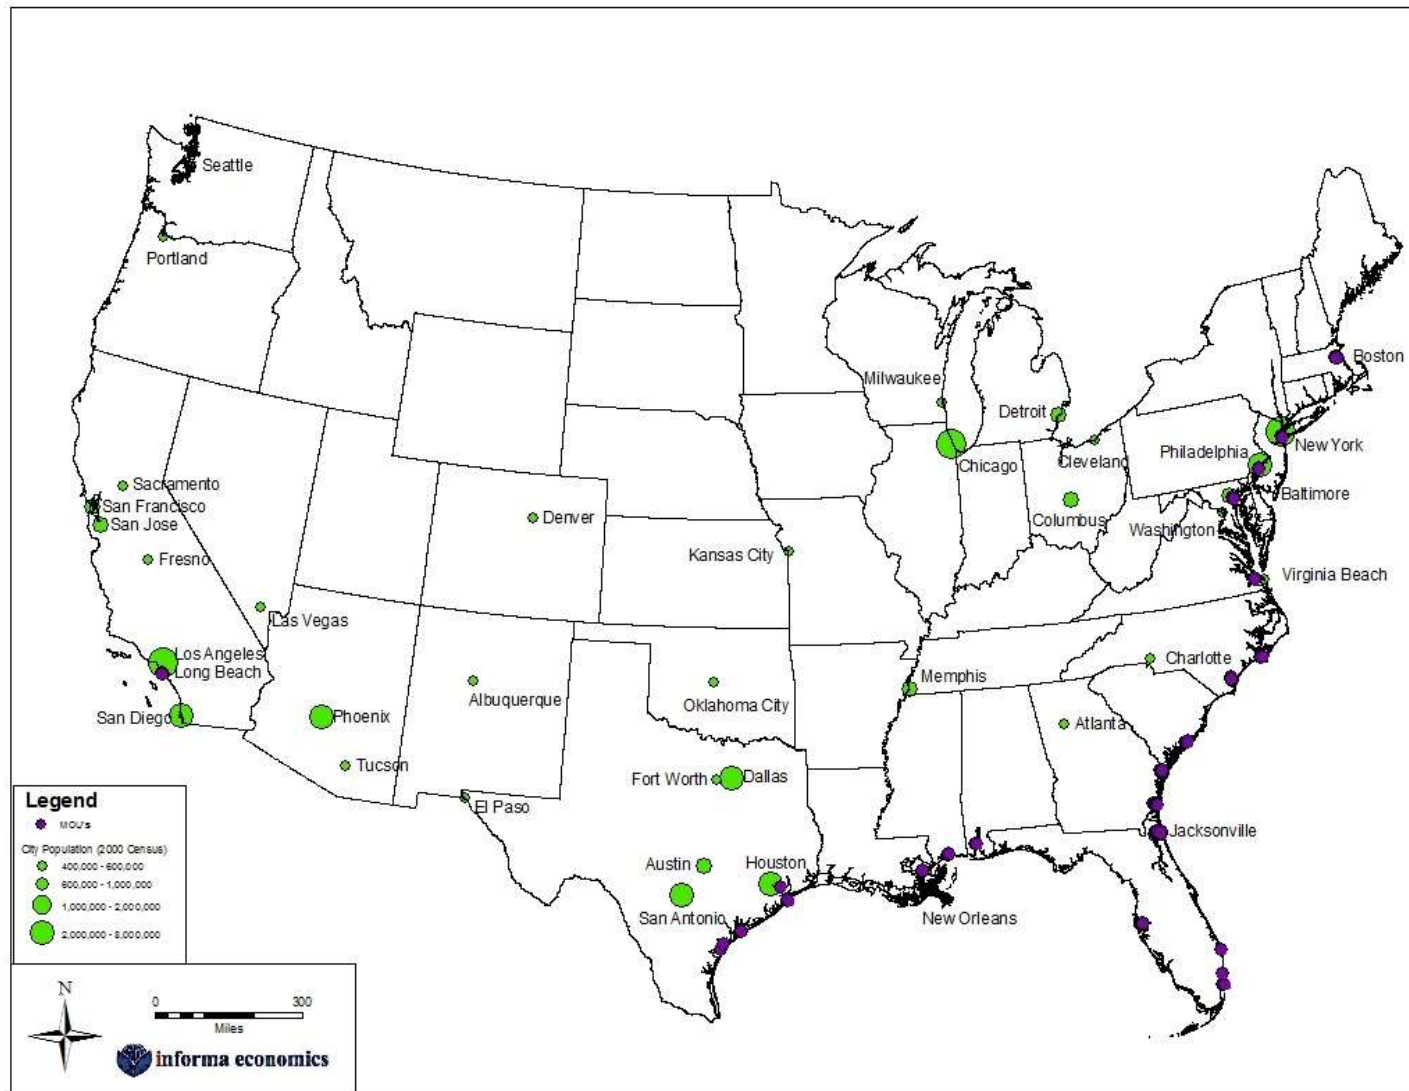 Seattle
Portland
Boston
Milwaukee
Detroit
New York
Cleveland
Philadelphia
Chicago
Sacramento
Baltimore
San Francisco
San Jose
Denver
Columbus
Washington
Kansas City
Fresno
Virginia Beach
Las Vegas
Los Angeles
Long Beach
Charlotte
Memphis
Albuquerque
Oklahoma City
San Diego
Phoenix
Atlanta
Tucson
Fort Worth
Dallas
El Paso
Jacksonville
Austin
Houston
San Antonio
New Orleans
Legend
MOU's
City Population (2000 Census)
400,000 - 600,000
600,000 - 1,000,000
1,000,000 - 2,000,000
2,000,000 - 8,000,000
N
0 300
Miles
informa economics